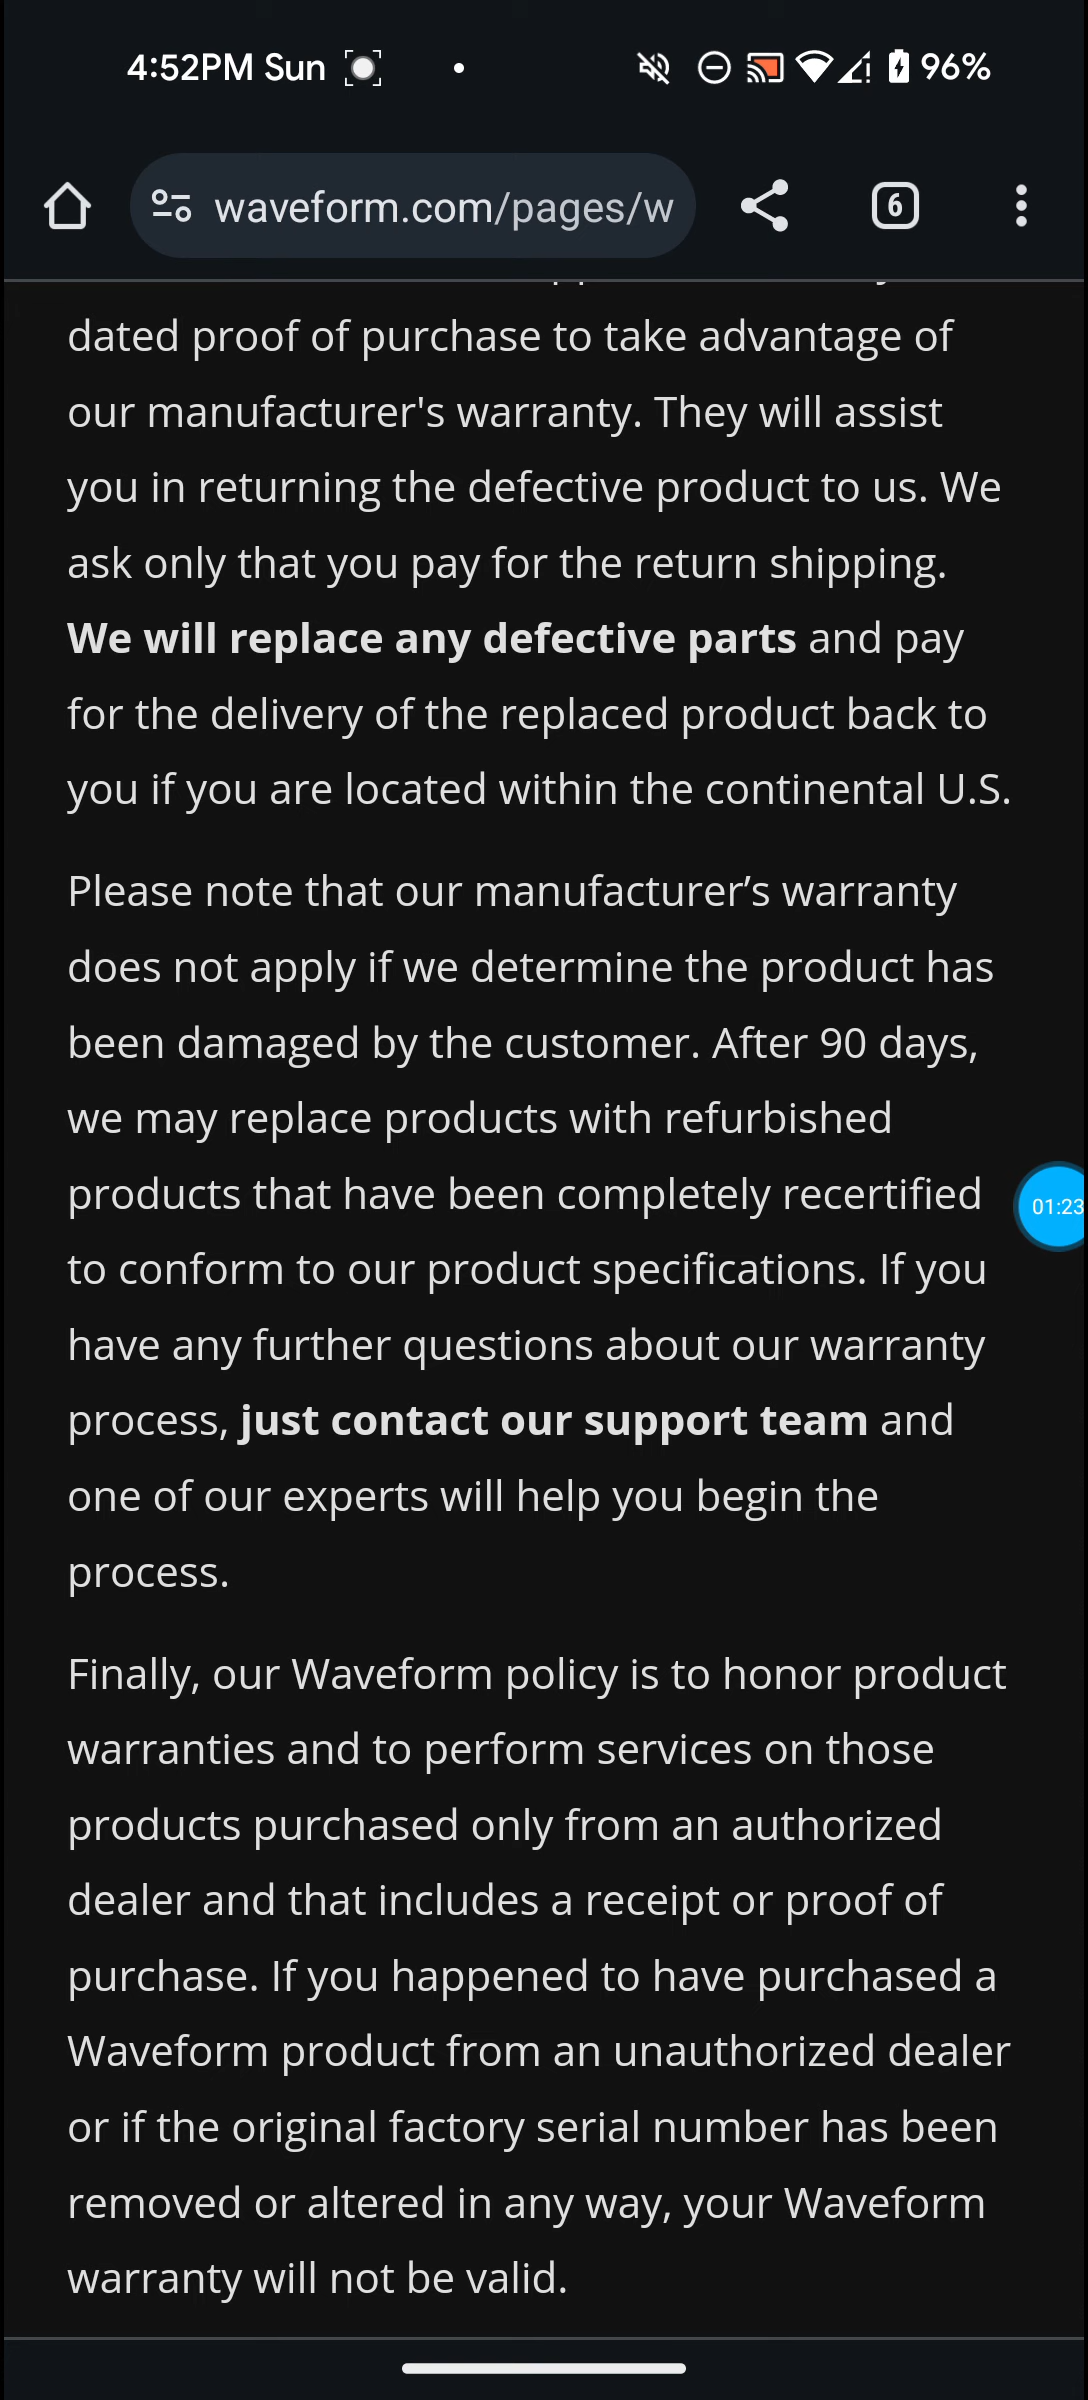 4:52PM Sun
96%
waveform.com/pages/w
6
dated proof of purchase to take advantage of
our manufacturer's warranty. They will assist
you in returning the defective product to us. We
ask only that you pay for the return shipping.
We will replace any defective parts and pay
for the delivery of the replaced product back to
you if you are located within the continental U.S.
Please note that our manufacturer’s warranty
does not apply if we determine the product has
been damaged by the customer. After 90 days,
we may replace products with refurbished
products that have been completely recertified
01:23
to conform to our product specifications. If you
have any further questions about our warranty
process, just contact our support team and
one of our experts will help you begin the
process.
Finally, our Waveform policy is to honor product
warranties and to perform services on those
products purchased only from an authorized
dealer and that includes a receipt or proof of
purchase. If you happened to have purchased a
Waveform product from an unauthorized dealer
or if the original factory serial number has been
removed or altered in any way, your Waveform
warranty will not be valid.